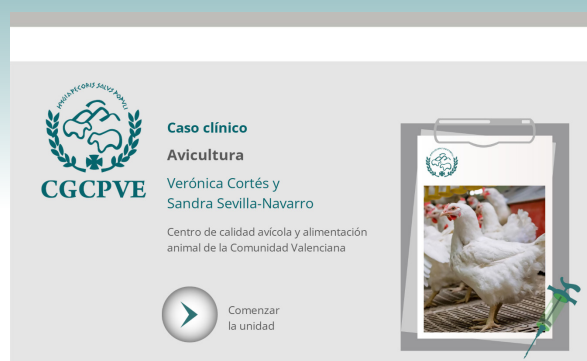 HYGIA PECORIS SALUS POPULI
CGCPVE
Caso clínico
Avicultura
Verónica Cortés y
Sandra Sevilla-Navarro
Centro de calidad avícola y alimentación
animal de la Comunidad Valenciana
Comenzar
la unidad